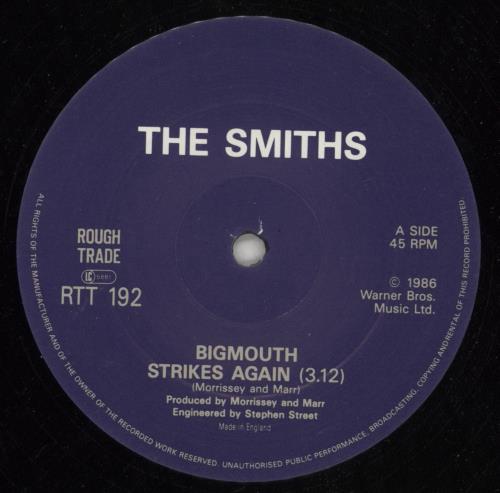 THE SMITHS
ROUGH
TRADE
LC 5661
RTT 192
A SIDE
45 RPM
© 1986
Warner Bros.
Music Ltd.
BIGMOUTH
STRIKES AGAIN (3.12)
(Morrissey and Marr)
Produced by Morrissey and Marr
Engineered by Stephen Street
Made in England
ALL RIGHTS OF THE MANUFACTURER AND OF THE OWNER OF THE RECORDED WORK RESERVED. UNAUTHORISED PUBLIC PERFORMANCE, BROADCASTING, COPYING AND RENTAL OF THIS RECORD PROHIBITED.